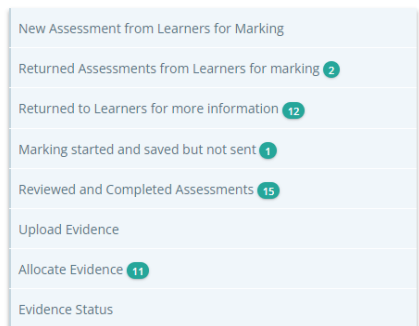 New Assessment from Learners for Marking
Returned Assessments from Learners for marking 2
Returned to Learners for more information 12
Marking started and saved but not sent 1
Reviewed and Completed Assessments 15
Upload Evidence
Allocate Evidence 11
Evidence Status